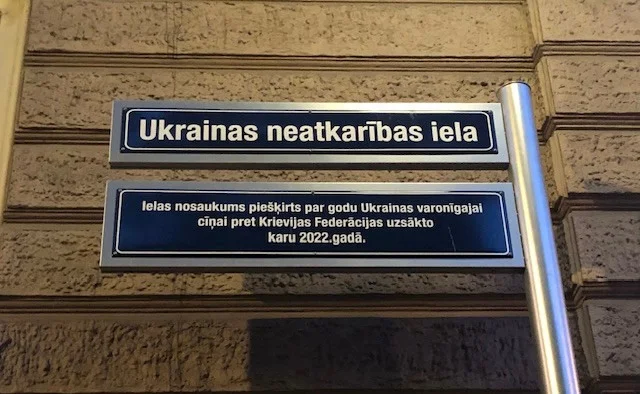 Ukrainas neatkarības iela
Ielas nosaukums piešķirts par godu Ukrainas varonīgajai
cīņai pret Krievijas Federācijas uzsākto
karu 2022.gadā.